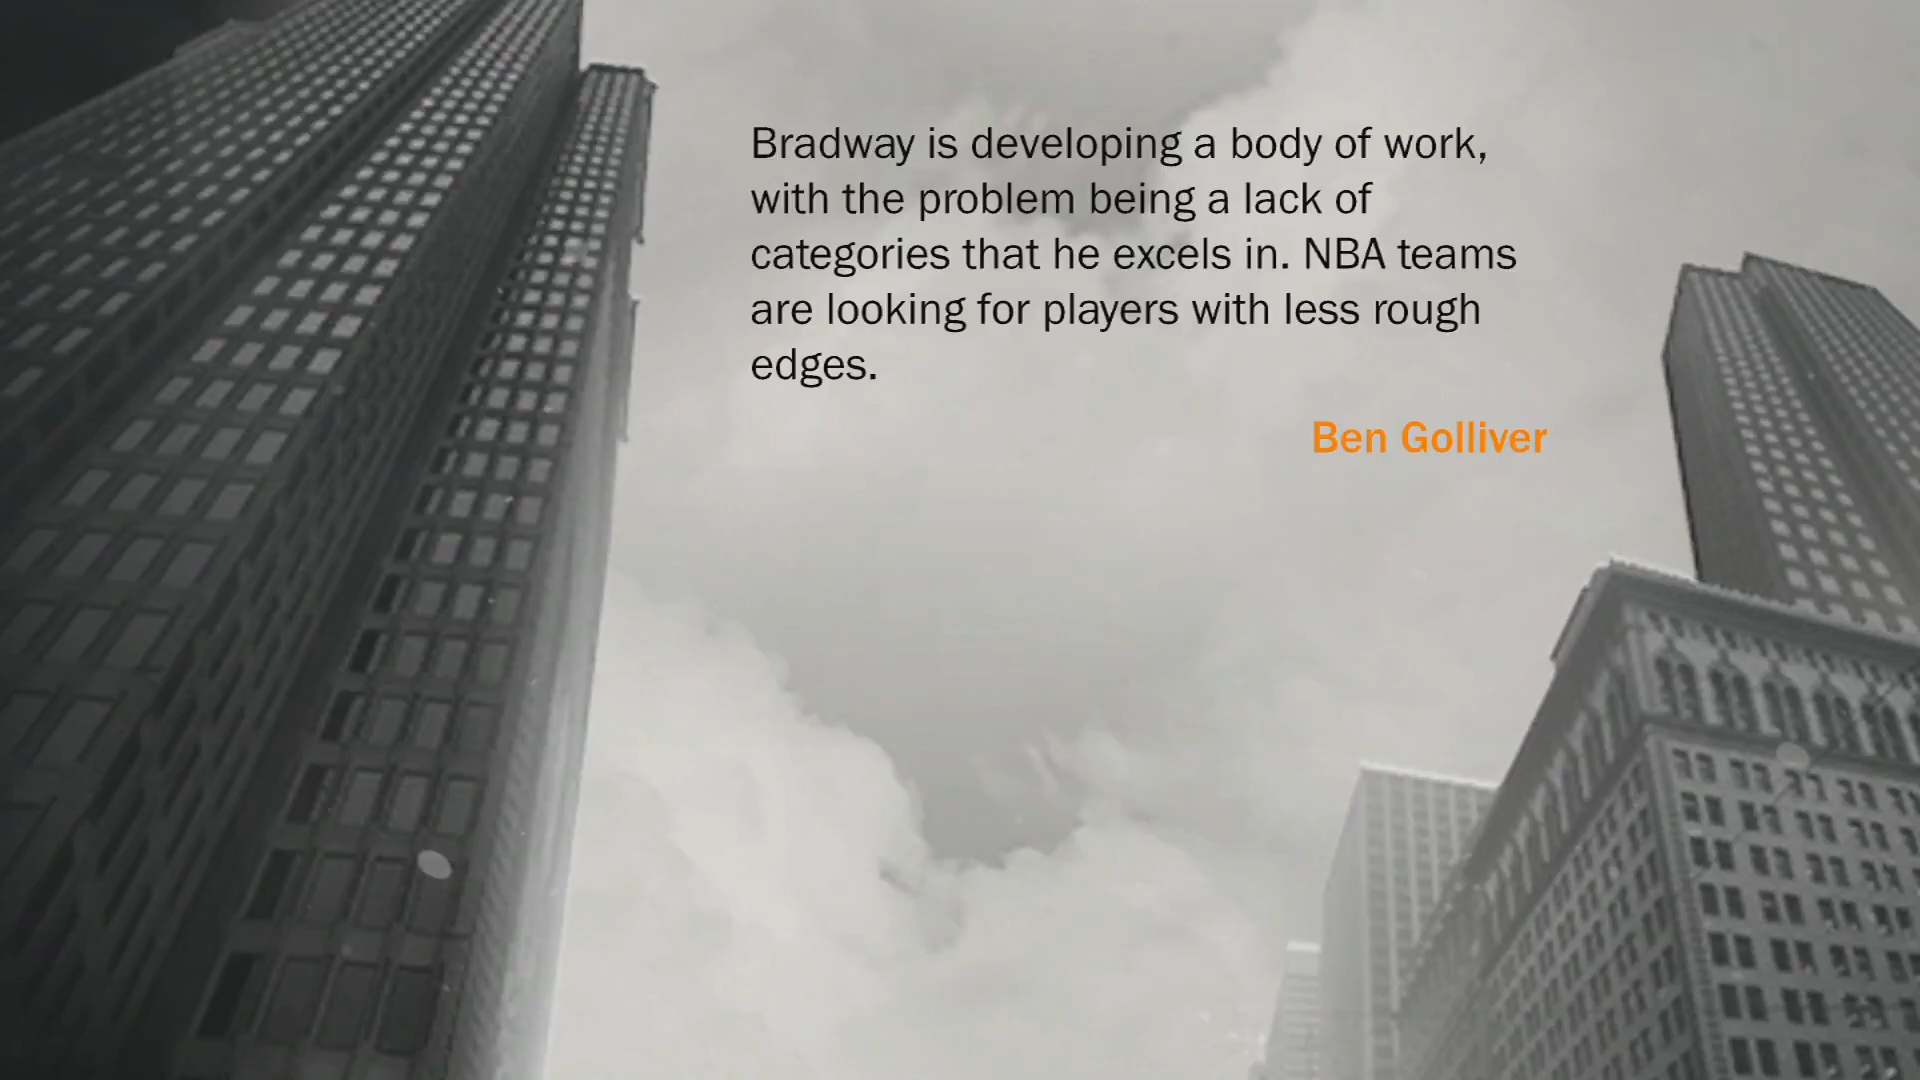 Bradway is developing a body of work,
with the problem being a lack of
categories that he excels in. NBA teams
are looking for players with less rough
edges.
Ben Golliver